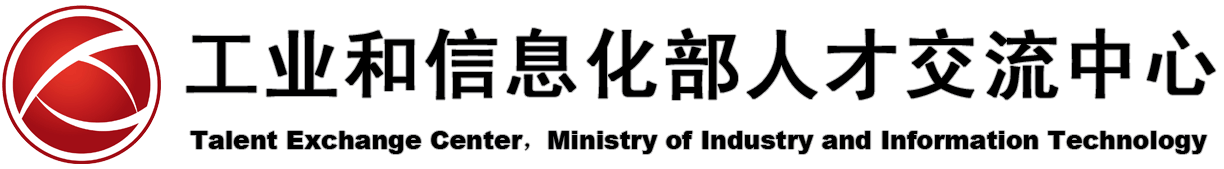 工业和信息化部人才交流中心
Talent Exchange Center，Ministry of Industry and Information Technology